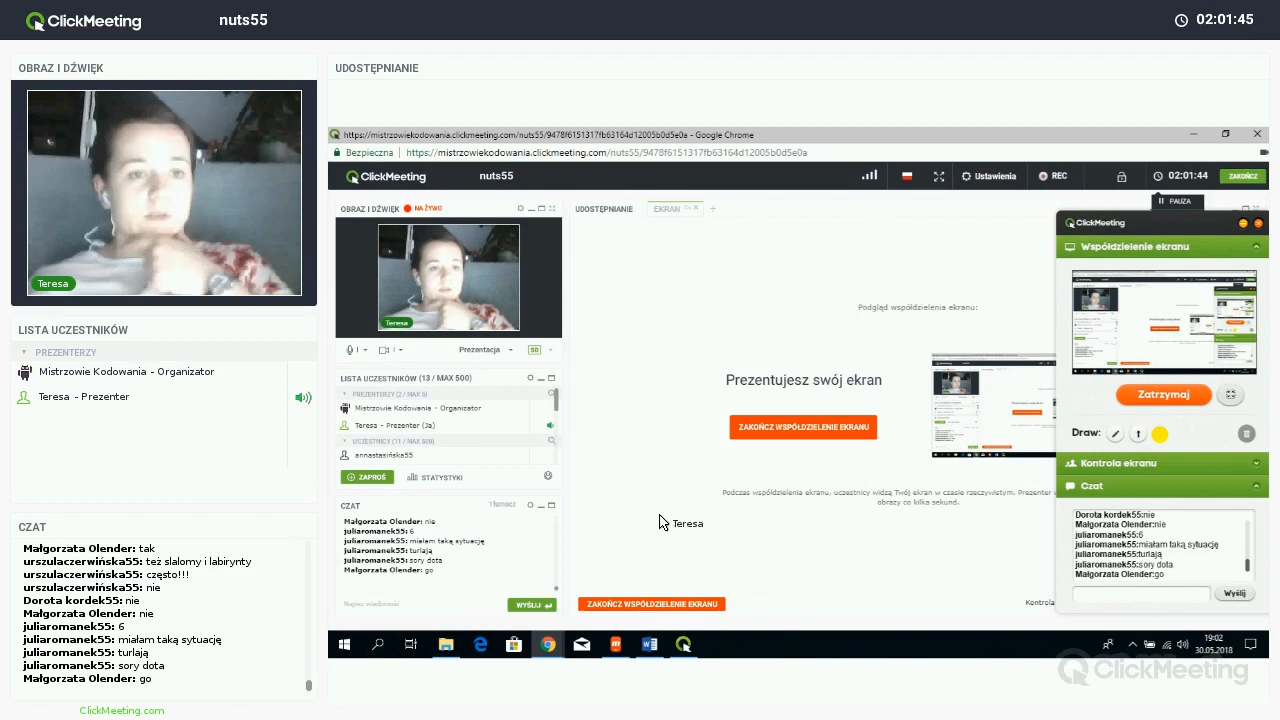 ClickMeeting
nuts55
02:01:45
OBRAZ I DŹWIĘK
Teresa
LISTA UCZESTNIKÓW
PREZENTERZY
Mistrzowie Kodowania - Organizator
Teresa - Prezenter
CZAT
Małgorzata Olender: tak
urszulaczerwińska55: też slalomy i labirynty
urszulaczerwińska55: często!!!
urszulaczerwińska55: nie
Dorota kordek55: nie
Małgorzata Olender: nie
juliaromanek55: 6
juliaromanek55: miałam taką sytuację
juliaromanek55: turlają
juliaromanek55: sory dota
Małgorzata Olender: go
ClickMeeting.com
UDOSTĘPNIANIE
https://mistrzowiekodowania.clickmeeting.com/nuts55/9478f6151317fb63164d12005b0d5e0a - Google Chrome
Bezpieczna
https://mistrzowiekodowania.clickmeeting.com/nuts55/9478f6151317fb63164d12005b0d5e0a
ClickMeeting
nuts55
Ustawienia
REC
02:01:44
ZAKOŃCZ
PAUZA
OBRAZ I DŹWIĘK NA ŻYWO
Teresa
Prezentacja
SD
LISTA UCZESTNIKÓW (13 / MAX 500)
PREZENTERZY (2 / MAX 5)
Mistrzowie Kodowania - Organizator
Teresa - Prezenter (Ja)
UCZESTNICY (11 / MAX 500)
annastasińska55
ZAPROŚ
STATYSTYKI
CZAT
Tłumacz
Małgorzata Olender: nie
juliaromanek55: 6
juliaromanek55: miałam taką sytuację
juliaromanek55: turlają
juliaromanek55: sory dota
Małgorzata Olender: go
Napisz wiadomość
WYŚLIJ
UDOSTĘPNIANIE
EKRAN
Podgląd współdzielenia ekranu:
Prezentujesz swój ekran
ZAKOŃCZ WSPÓŁDZIELENIE EKRANU
Podczas współdzielenia ekranu, uczestnicy widzą Twój ekran w czasie rzeczywistym. Prezenter
obrazy co kilka sekund.
Teresa
ZAKOŃCZ WSPÓŁDZIELENIE EKRANU
Kontrola
ClickMeeting
Współdzielenie ekranu
Zatrzymaj
Draw:
Kontrola ekranu
Czat
Dorota kordek55:nie
Małgorzata Olender:nie
juliaromanek55:6
juliaromanek55:miałam taką sytuację
juliaromanek55:turlają
juliaromanek55:sory dota
Małgorzata Olender:go
Wyślij
19:02
30.05.2018
ClickMeeting